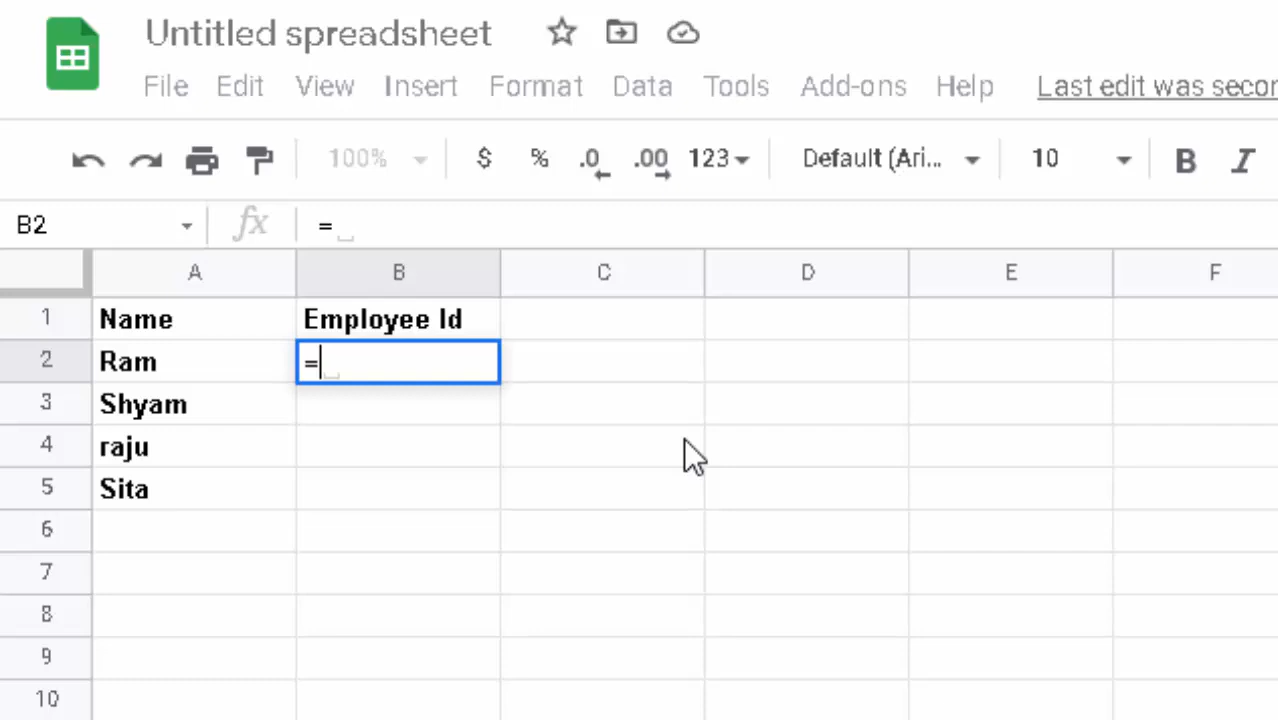 Untitled spreadsheet
File Edit View Insert Format Data Tools Add-ons Help Last edit was
100% $ % .0 .00 123 Default (Ari... 10 B I
B2 fx =
A B C D E F
1 Name Employee Id
2 Ram =
3 Shyam
4 raju
5 Sita
6
7
8
9
10